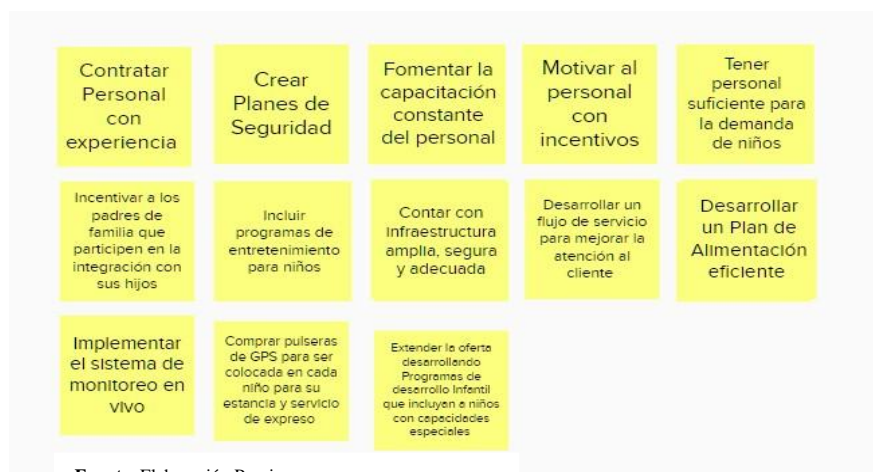 Contratar
Personal
con
experiencia
Crear
Planes de
Seguridad
Fomentar la
capacitación
constante
del personal
Motivar al
personal
con
incentivos
Tener
personal
suficiente para
la demanda
de niños
Incentivar a los
padres de
familia que
participen en la
integración con
sus hijos
Incluir
programas de
entretenimiento
para niños
Contar con
infraestructura
amplia, segura
y adecuada
Desarrollar un
flujo de servicio
para mejorar la
atención al
cliente
Desarrollar
un Plan de
Alimentación
eficiente
Implementar
el sistema de
monitoreo en
vivo
Comprar pulseras
de GPS para ser
colocada en cada
niño para su
estancia y servicio
de expreso
Extender la oferta
desarrollando
Programas de
desarrollo Infantil
que incluyan a niños
con capacidades
especiales